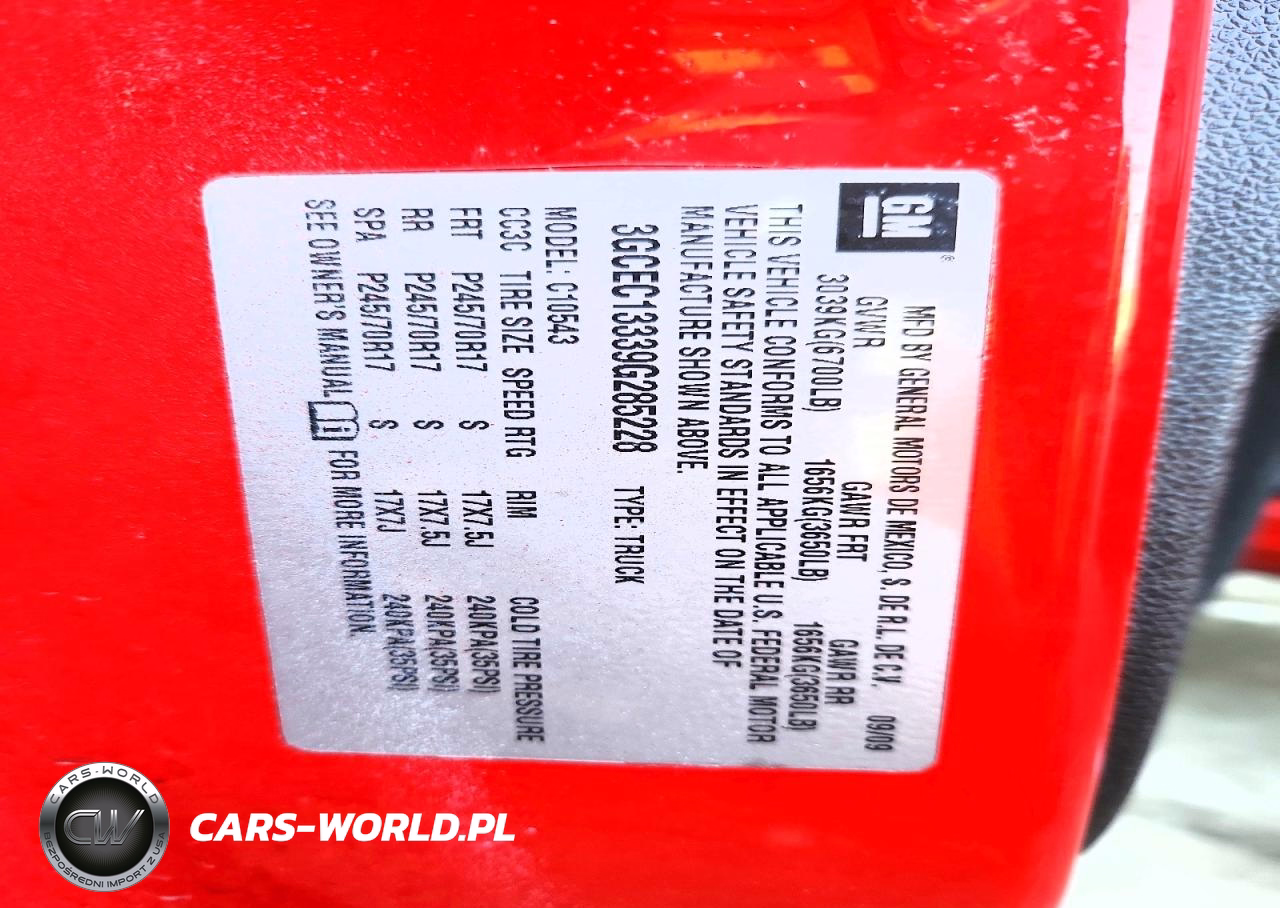 GM
MFD BY GENERAL MOTORS DE MEXICO, S. DE R.L. DE C.V. 09/09
GVWR GAWR FRT GAWR RR
3039KG(6700LB) 1656KG(3650LB) 1656KG(3650LB)
THIS VEHICLE CONFORMS TO ALL APPLICABLE U.S. FEDERAL MOTOR
VEHICLE SAFETY STANDARDS IN EFFECT ON THE DATE OF
MANUFACTURE SHOWN ABOVE.
3GCEC13339G285228 TYPE: TRUCK
MODEL: C10543
CC3C TIRE SIZE SPEED RTG RIM COLD TIRE PRESSURE
FRT P245/70R17 S 17X7.5J 240KPA(35PSI)
RR P245/70R17 S 17X7.5J 240KPA(35PSI)
SPA P245/70R17 S 17X7J 240KPA(35PSI)
SEE OWNER'S MANUAL i FOR MORE INFORMATION.
CARS-WORLD
CW
BEZPOŚREDNI IMPORT Z USA
CARS-WORLD.PL